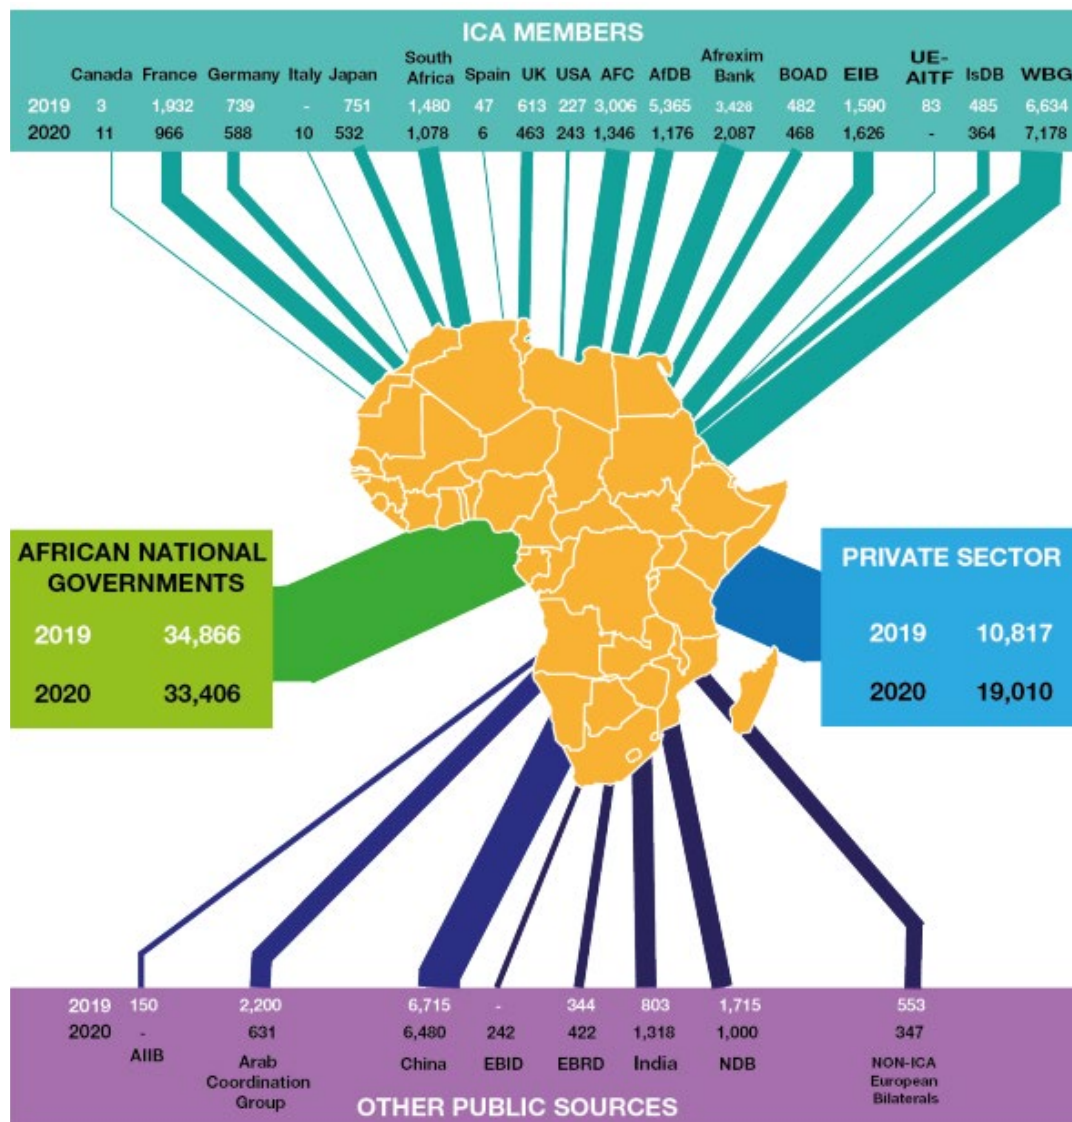 ICA MEMBERS
Canada France Germany Italy Japan South Africa Spain UK USA AFC AfDB Afrexim Bank BOAD EIB UE-AITF IsDB WBG
2019 3 1,932 739 - 751 1,480 47 613 227 3,006 5,365 3,426 482 1,590 83 485 6,634
2020 11 966 588 10 532 1,078 6 463 243 1,346 1,176 2,087 468 1,626 - 364 7,178
AFRICAN NATIONAL
GOVERNMENTS
2019 34,866
2020 33,406
PRIVATE SECTOR
2019 10,817
2020 19,010
2019 150 2,200 6,715 - 344 803 1,715 553
2020 - 631 6,480 242 422 1,318 1,000 347
AIIB Arab Coordination Group China EBID EBRD India NDB NON-ICA European Bilaterals
OTHER PUBLIC SOURCES